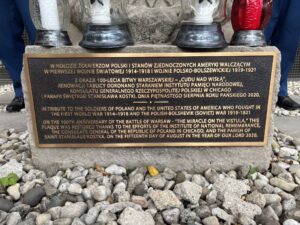 W HOŁDZIE ŻOŁNIERZOM POLSKI I STANÓW ZJEDNOCZONYCH AMERYKI WALCZĄCYM
W PIERWSZEJ WOJNIE ŚWIATOWEJ 1914-1918 I WOJNIE POLSKO-BOLSZEWICKIEJ 1919-1921
Z OKAZJI 100-LECIA BITWY WARSZAWSKIEJ – „CUDU NAD WISŁĄ",
RENOWACJI TABLICY DOKONANO STARANIEM INSTYTUTU PAMIĘCI NARODOWEJ,
KONSULATU GENERALNEGO RZECZYPOSPOLITEJ POLSKIEJ W CHICAGO
I PARAFII ŚWIĘTEGO STANISŁAWA KOSTKI, DNIA PIĘTNASTEGO SIERPNIA ROKU PAŃSKIEGO 2020.
IN TRIBUTE TO THE SOLDIERS OF POLAND AND THE UNITED STATES OF AMERICA WHO FOUGHT IN
THE FIRST WORLD WAR 1914-1918 AND THE POLISH-BOLSHEVIK (SOVIET) WAR 1919-1921
ON THE 100TH ANNIVERSARY OF THE BATTLE OF WARSAW - "THE MIRACLE ON THE VISTULA," THIS
PLAQUE WAS RESTORED THANKS TO THE EFFORTS OF THE INSTITUTE OF NATIONAL REMEMBRANCE,
THE CONSULATE GENERAL OF THE REPUBLIC OF POLAND IN CHICAGO, AND THE PARISH OF
SAINT STANISLAUS KOSTKA, ON THE FIFTEENTH DAY OF AUGUST IN THE YEAR OF OUR LORD 2020.